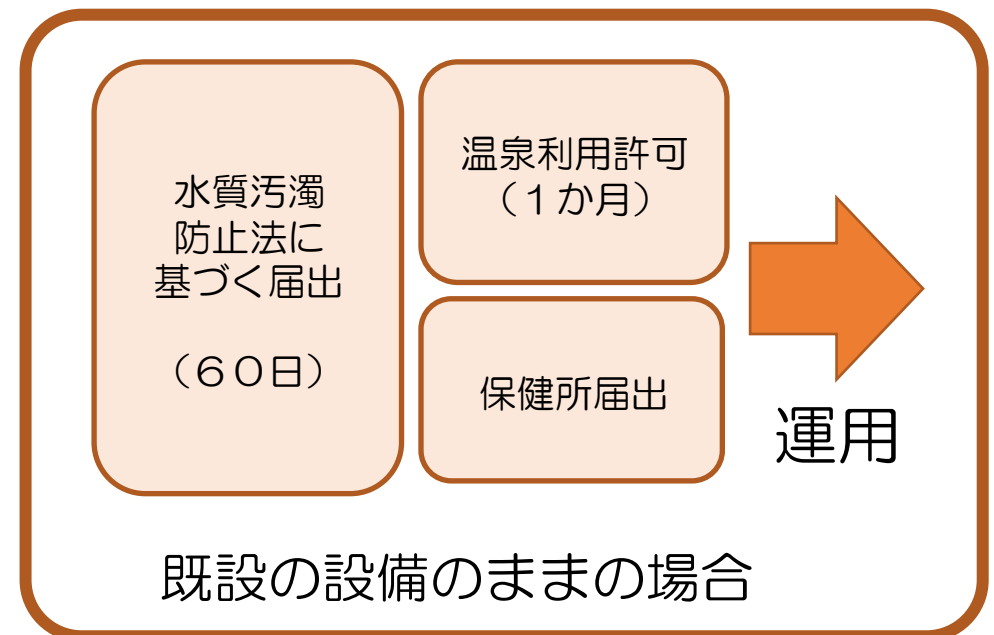 水質汚濁
防止法に
基づく届出
（６０日）
温泉利用許可
（１か月）
保健所届出
運用
既設の設備のままの場合